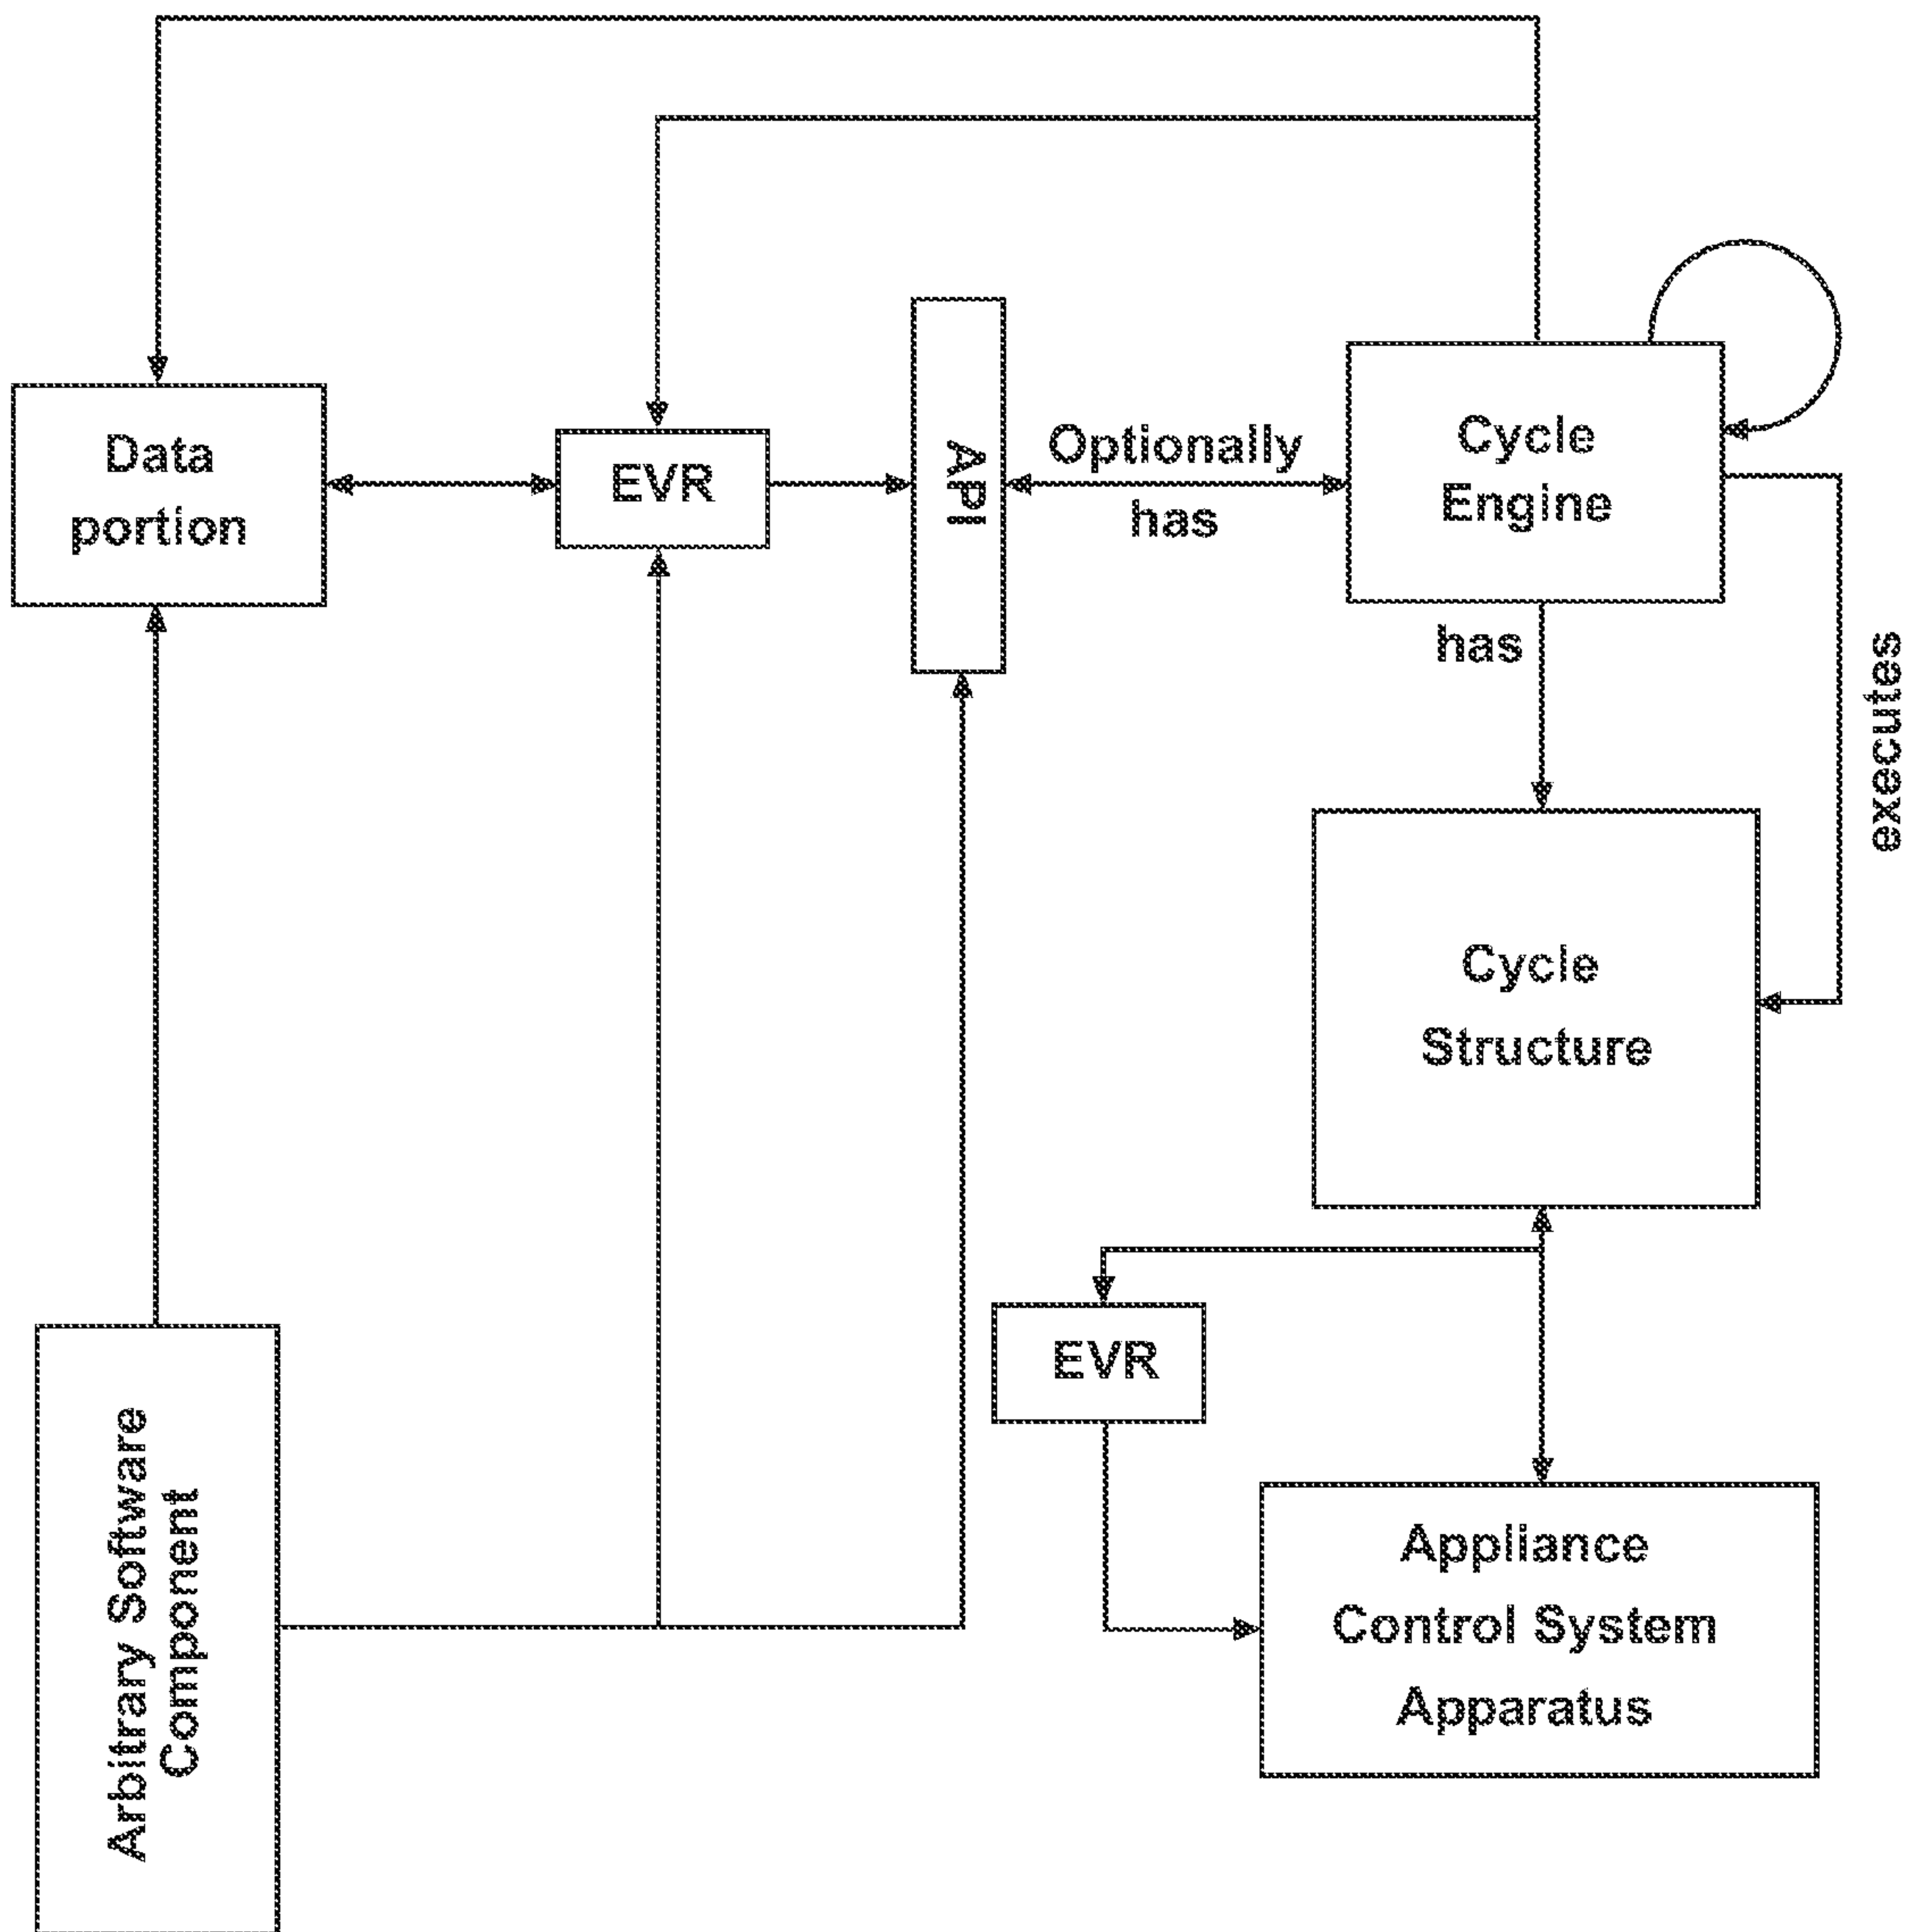 Data
portion
EVR
API
Optionally
has
Cycle
Engine
has
executes
Cycle
Structure
EVR
Arbitrary Software
Component
Appliance
Control System
Apparatus